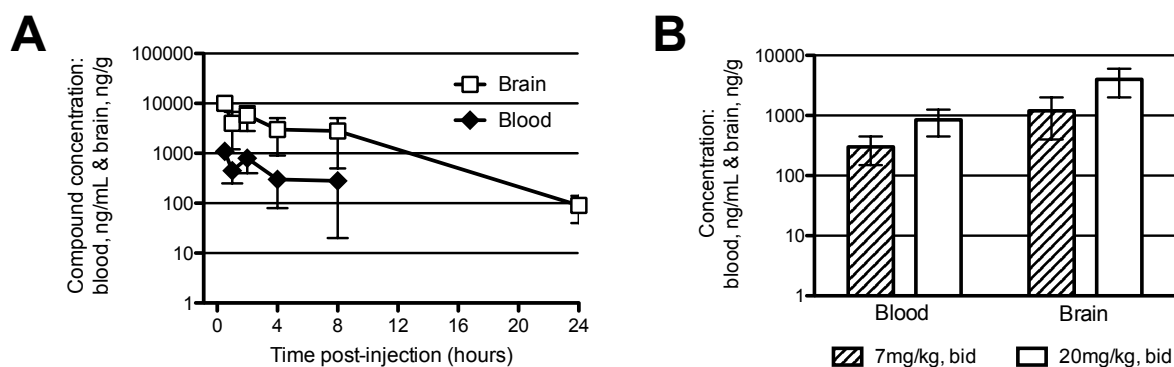 A
Compound concentration:
blood, ng/mL & brain, ng/g
100000
10000
1000
100
10
1
Brain
Blood
0 4 8 12 16 20 24
Time post-injection (hours)
B
Concentration:
blood, ng/mL & brain, ng/g
10000
1000
100
10
1
Blood Brain
7mg/kg, bid 20mg/kg, bid